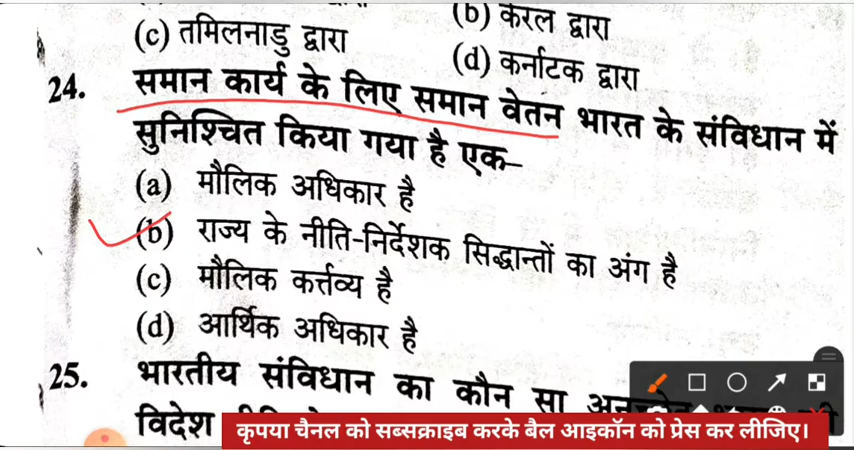 (b) केरल द्वारा
(c) तमिलनाडु द्वारा
(d) कर्नाटक द्वारा
24. समान कार्य के लिए समान वेतन भारत के संविधान में
सुनिश्चित किया गया है एक–
(a) मौलिक अधिकार है
(b) राज्य के नीति-निर्देशक सिद्धान्तों का अंग है
(c) मौलिक कर्त्तव्य है
(d) आर्थिक अधिकार है
25. भारतीय संविधान का कौन सा
विदेश
कृपया चैनल को सब्सक्राइब करके बैल आइकॉन को प्रेस कर लीजिए।